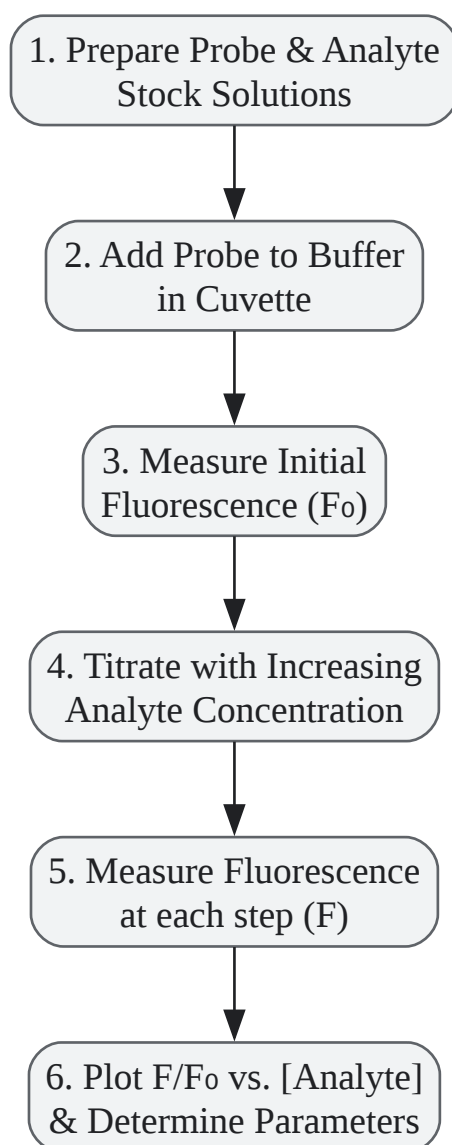 1. Prepare Probe & Analyte
Stock Solutions
2. Add Probe to Buffer
in Cuvette
3. Measure Initial
Fluorescence (F₀)
4. Titrate with Increasing
Analyte Concentration
5. Measure Fluorescence
at each step (F)
6. Plot F/F₀ vs. [Analyte]
& Determine Parameters